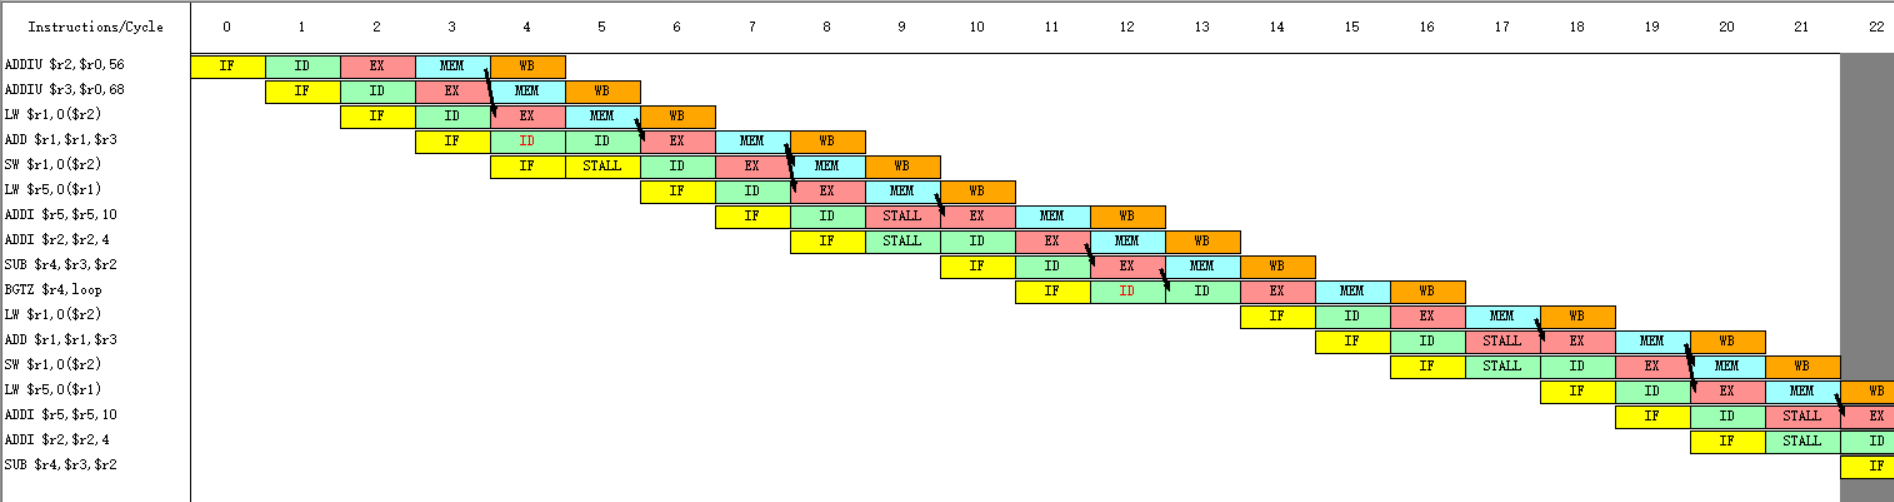 Instructions/Cycle 0 1 2 3 4 5 6 7 8 9 10 11 12 13 14 15 16 17 18 19 20 21 22
ADDIU $r2,$r0,56 IF ID EX MEM WB
ADDIU $r3,$r0,68 IF ID EX MEM WB
LW $r1,0($r2) IF ID EX MEM WB
ADD $r1,$r1,$r3 IF ID ID EX MEM WB
SW $r1,0($r2) IF STALL ID EX MEM WB
LW $r5,0($r1) IF ID EX MEM WB
ADDI $r5,$r5,10 IF ID STALL EX MEM WB
ADDI $r2,$r2,4 IF STALL ID EX MEM WB
SUB $r4,$r3,$r2 IF ID EX MEM WB
BGTZ $r4,loop IF ID ID EX MEM WB
LW $r1,0($r2) IF ID EX MEM WB
ADD $r1,$r1,$r3 IF ID STALL EX MEM WB
SW $r1,0($r2) IF STALL ID EX MEM WB
LW $r5,0($r1) IF ID EX MEM WB
ADDI $r5,$r5,10 IF ID STALL EX
ADDI $r2,$r2,4 IF STALL ID
SUB $r4,$r3,$r2 IF